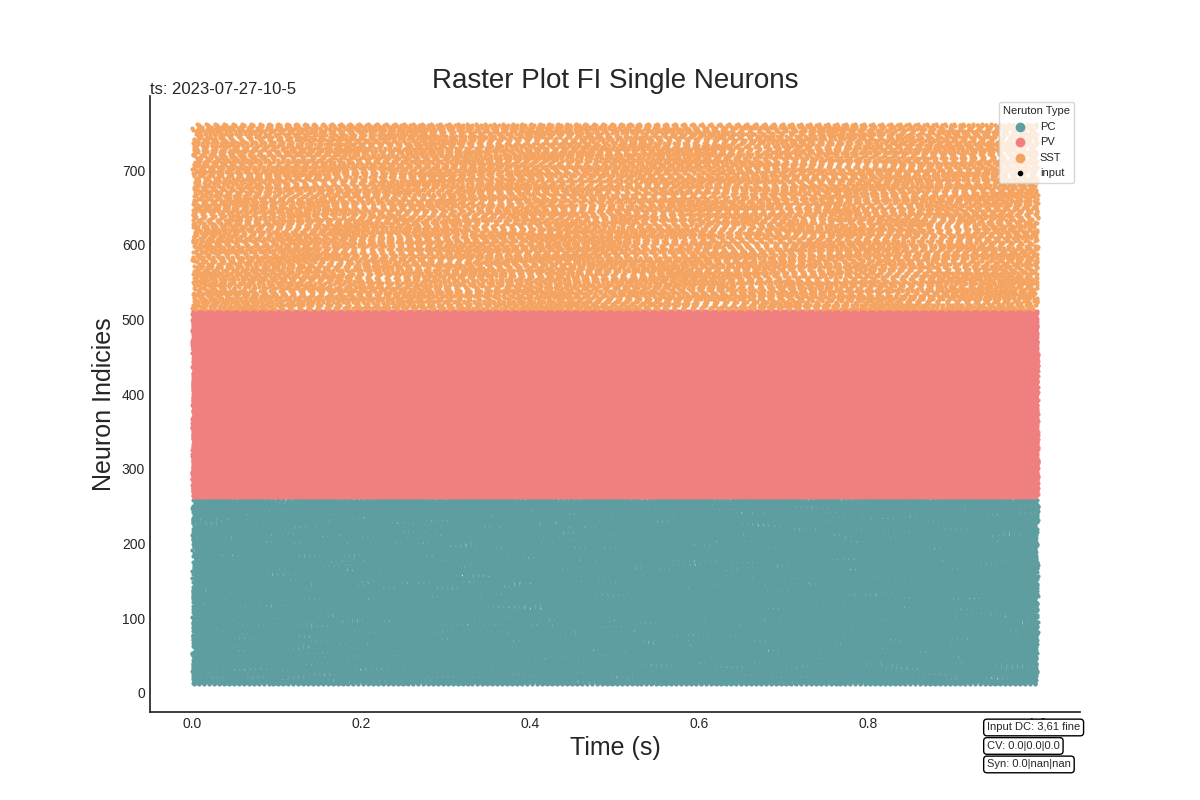 Raster Plot FI Single Neurons
ts: 2023-07-27-10-5
Neruton Type
PC
PV
SST
input
Neuron Indicies
700
600
500
400
300
200
100
0
0.0 0.2 0.4 0.6 0.8
Time (s)
Input DC: 3,61 fine
CV: 0.0|0.0|0.0
Syn: 0.0|nan|nan